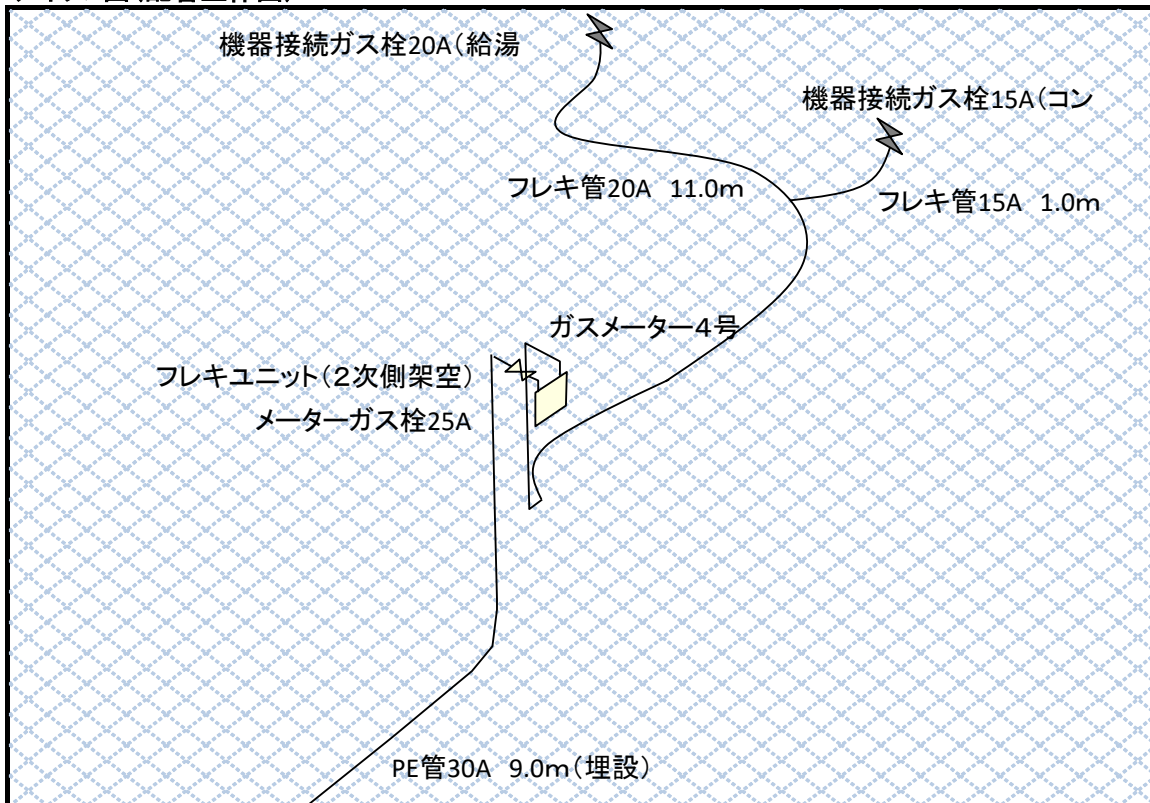 機器接続ガス栓20A(給湯
機器接続ガス栓15A(コン
フレキ管20A 11.0m
フレキ管15A 1.0m
ガスメーター4号
フレキユニット(2次側架空)
メーターガス栓25A
PE管30A 9.0m(埋設)